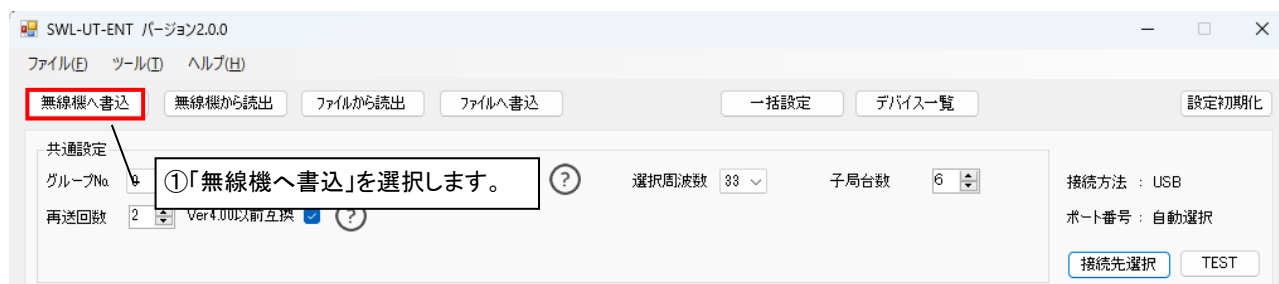 SWL-UT-ENT バージョン2.0.0
ファイル(F) ツール(T) ヘルプ(H)
無線機へ書込 無線機から読出 ファイルから読出 ファイルへ書込 一括設定 デバイス一覧 設定初期化
共通設定
グループNo. 0 ①「無線機へ書込」を選択します。 ? 選択周波数 33 子局台数 6
接続方法 : USB
再送回数 2 Ver4.00以前互換 ?
ポート番号 : 自動選択
接続先選択 TEST